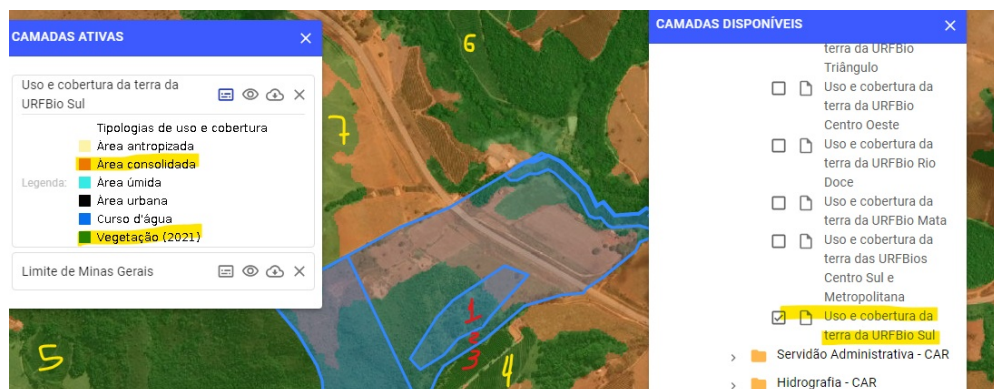 CAMADAS ATIVAS
Uso e cobertura da terra da
URFBio Sul
Tipologias de uso e cobertura
Área antropizada
Área consolidada
Legenda:
Área úmida
Área urbana
Curso d'água
Vegetação (2021)
Limite de Minas Gerais
6
7
1
2
3
4
5
CAMADAS DISPONÍVEIS
terra da URFBio
Triângulo
Uso e cobertura da
terra da URFBio
Centro Oeste
Uso e cobertura da
terra da URFBio Rio
Doce
Uso e cobertura da
terra da URFBio Mata
Uso e cobertura da
terra das URFBios
Centro Sul e
Metropolitana
Uso e cobertura da
terra da URFBio Sul
Servidão Administrativa - CAR
Hidrografia - CAR